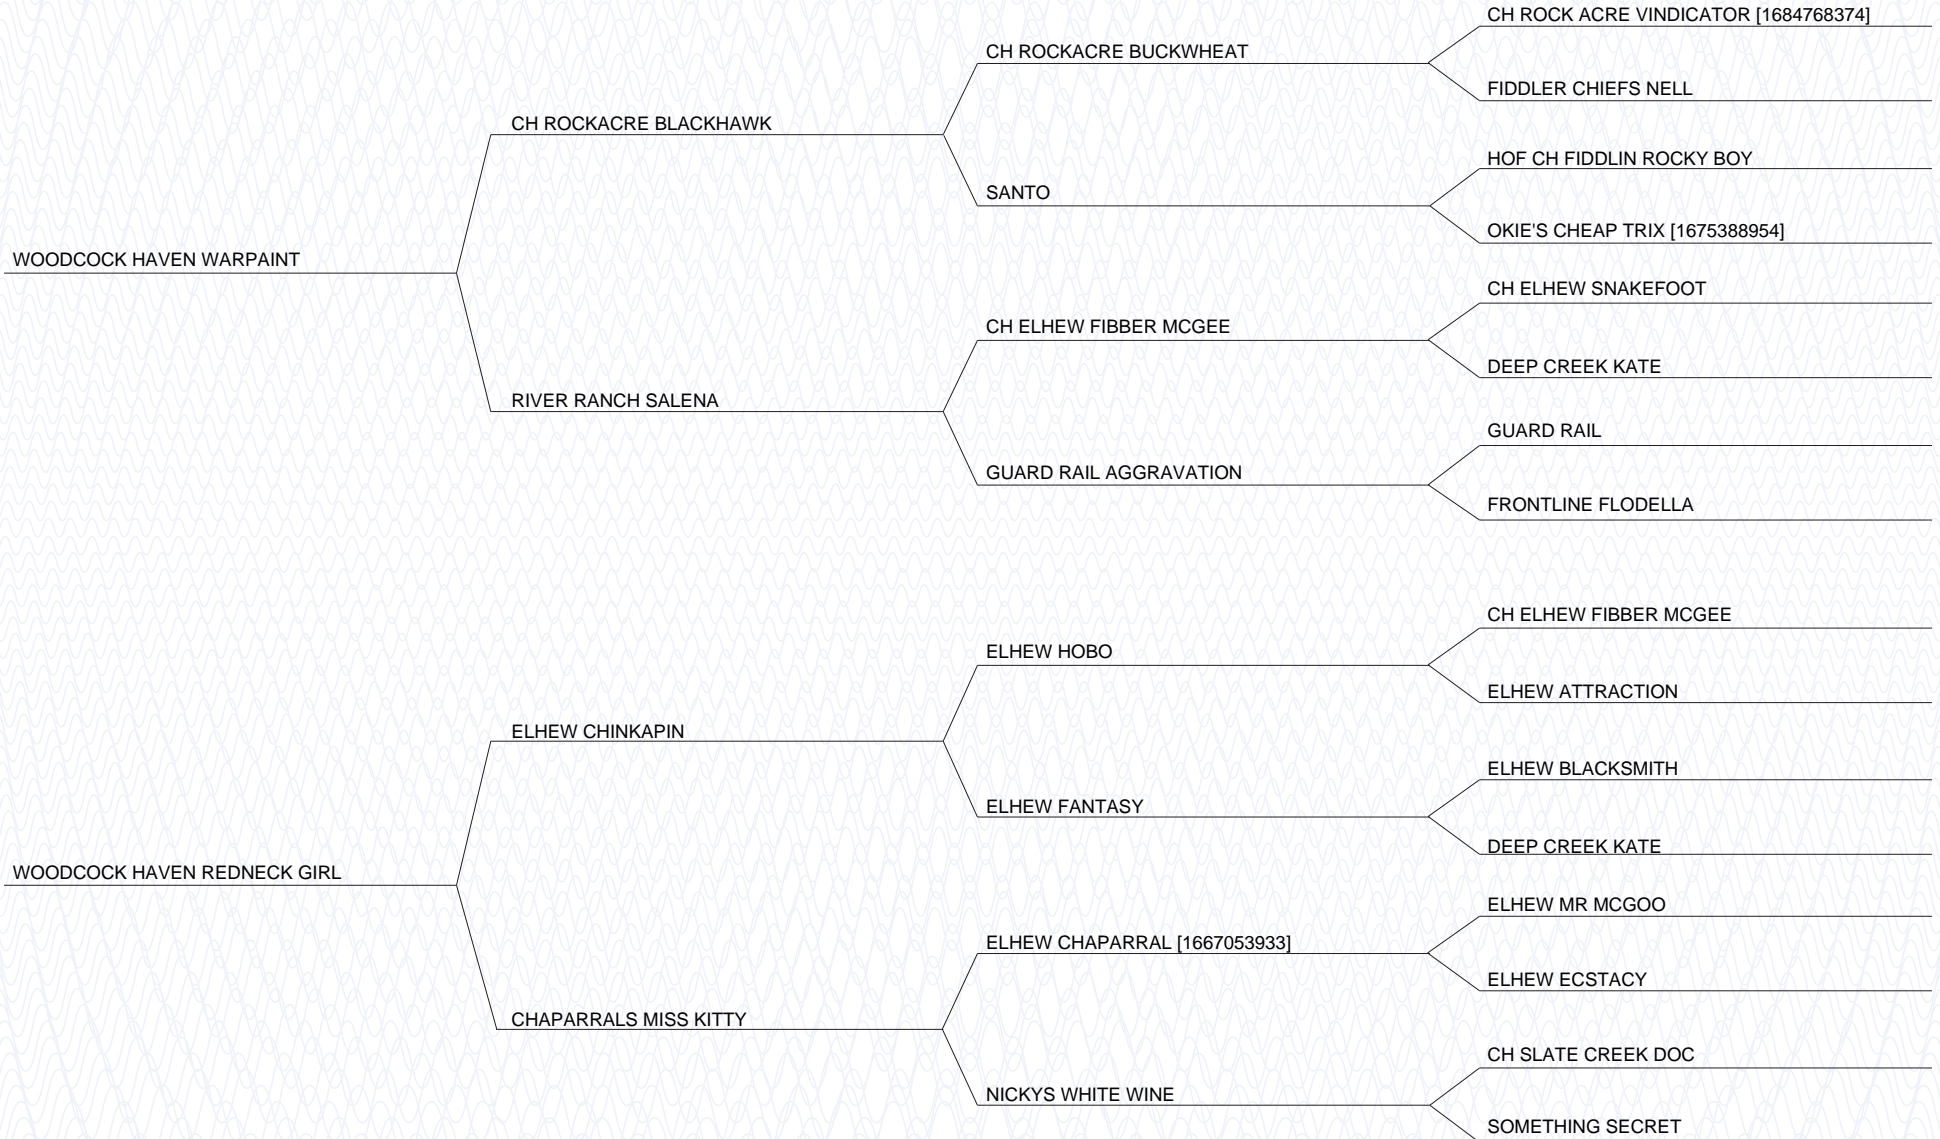 CH ROCK ACRE VINDICATOR [1684768374]
CH ROCKACRE BUCKWHEAT
FIDDLER CHIEFS NELL
CH ROCKACRE BLACKHAWK
HOF CH FIDDLIN ROCKY BOY
SANTO
OKIE'S CHEAP TRIX [1675388954]
WOODCOCK HAVEN WARPAINT
CH ELHEW SNAKEFOOT
CH ELHEW FIBBER MCGEE
DEEP CREEK KATE
RIVER RANCH SALENA
GUARD RAIL
GUARD RAIL AGGRAVATION
FRONTLINE FLODELLA
CH ELHEW FIBBER MCGEE
ELHEW HOBO
ELHEW ATTRACTION
ELHEW CHINKAPIN
ELHEW BLACKSMITH
ELHEW FANTASY
DEEP CREEK KATE
WOODCOCK HAVEN REDNECK GIRL
ELHEW MR MCGOO
ELHEW CHAPARRAL [1667053933]
ELHEW ECSTACY
CHAPARRALS MISS KITTY
CH SLATE CREEK DOC
NICKYS WHITE WINE
SOMETHING SECRET